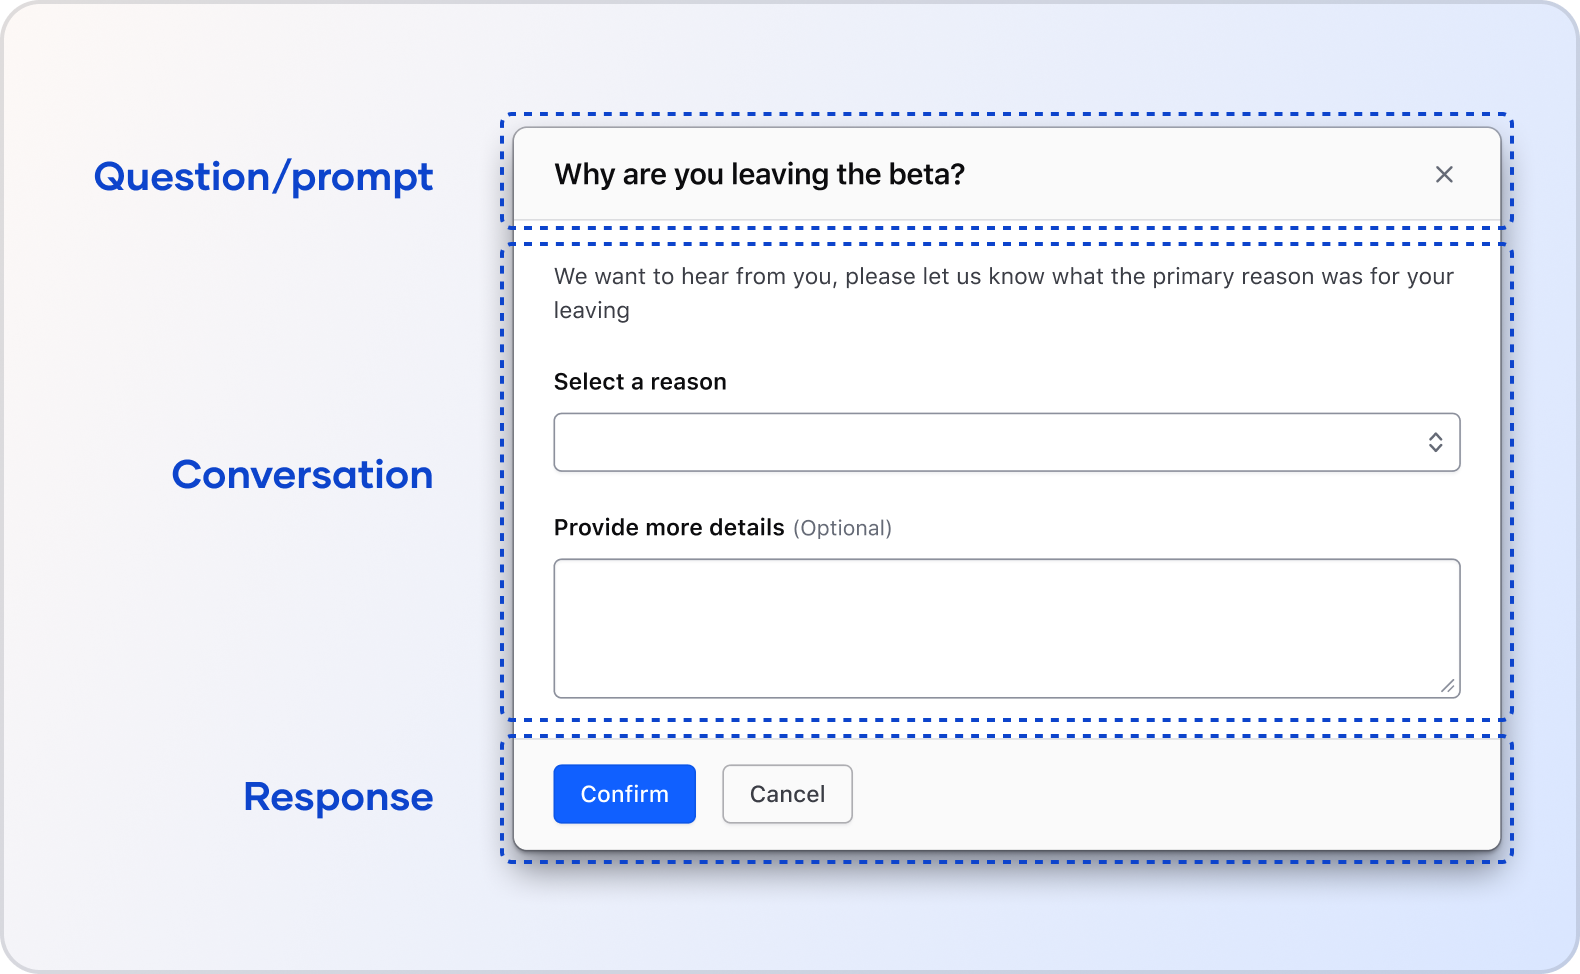 Question/prompt
Why are you leaving the beta?
We want to hear from you, please let us know what the primary reason was for your
leaving
Select a reason
Conversation
Provide more details (Optional)
Response
Confirm
Cancel